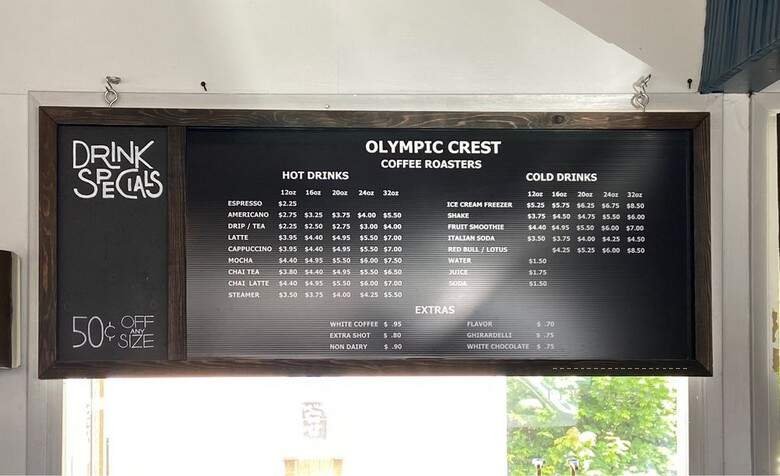 DRINK
SPECIALS
50¢ OFF
ANY
SIZE
OLYMPIC CREST
COFFEE ROASTERS
HOT DRINKS
12oz 16oz 20oz 24oz 32oz
ESPRESSO $2.25
AMERICANO $2.75 $3.25 $3.75 $4.00 $5.50
DRIP / TEA $2.25 $2.50 $2.75 $3.00 $4.00
LATTE $3.95 $4.40 $4.95 $5.50 $7.00
CAPPUCCINO $3.95 $4.40 $4.95 $5.50 $7.00
MOCHA $4.40 $4.95 $5.50 $6.00 $7.50
CHAI TEA $3.80 $4.40 $4.95 $5.50 $6.50
CHAI LATTE $4.40 $4.95 $5.50 $6.00 $7.00
STEAMER $3.50 $3.75 $4.00 $4.25 $5.50
COLD DRINKS
12oz 16oz 20oz 24oz 32oz
ICE CREAM FREEZER $5.25 $5.75 $6.25 $6.75 $8.50
SHAKE $3.75 $4.50 $4.75 $5.50 $6.00
FRUIT SMOOTHIE $4.40 $4.95 $5.50 $6.00 $7.00
ITALIAN SODA $3.50 $3.75 $4.00 $4.25 $4.50
RED BULL / LOTUS $4.25 $5.25 $6.00 $8.50
WATER $1.50
JUICE $1.75
SODA $1.50
EXTRAS
WHITE COFFEE $ .95
EXTRA SHOT $ .80
NON DAIRY $ .90
FLAVOR $ .70
GHIRARDELLI $ .75
WHITE CHOCOLATE $ .75